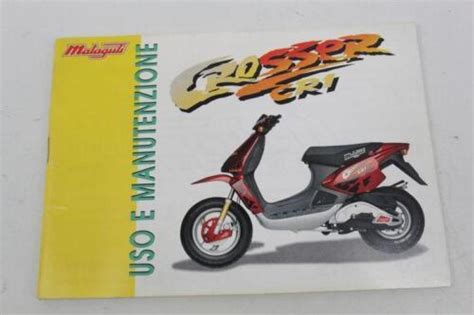 Malaguti
USO E MANUTENZIONE
CROSSER
CR1